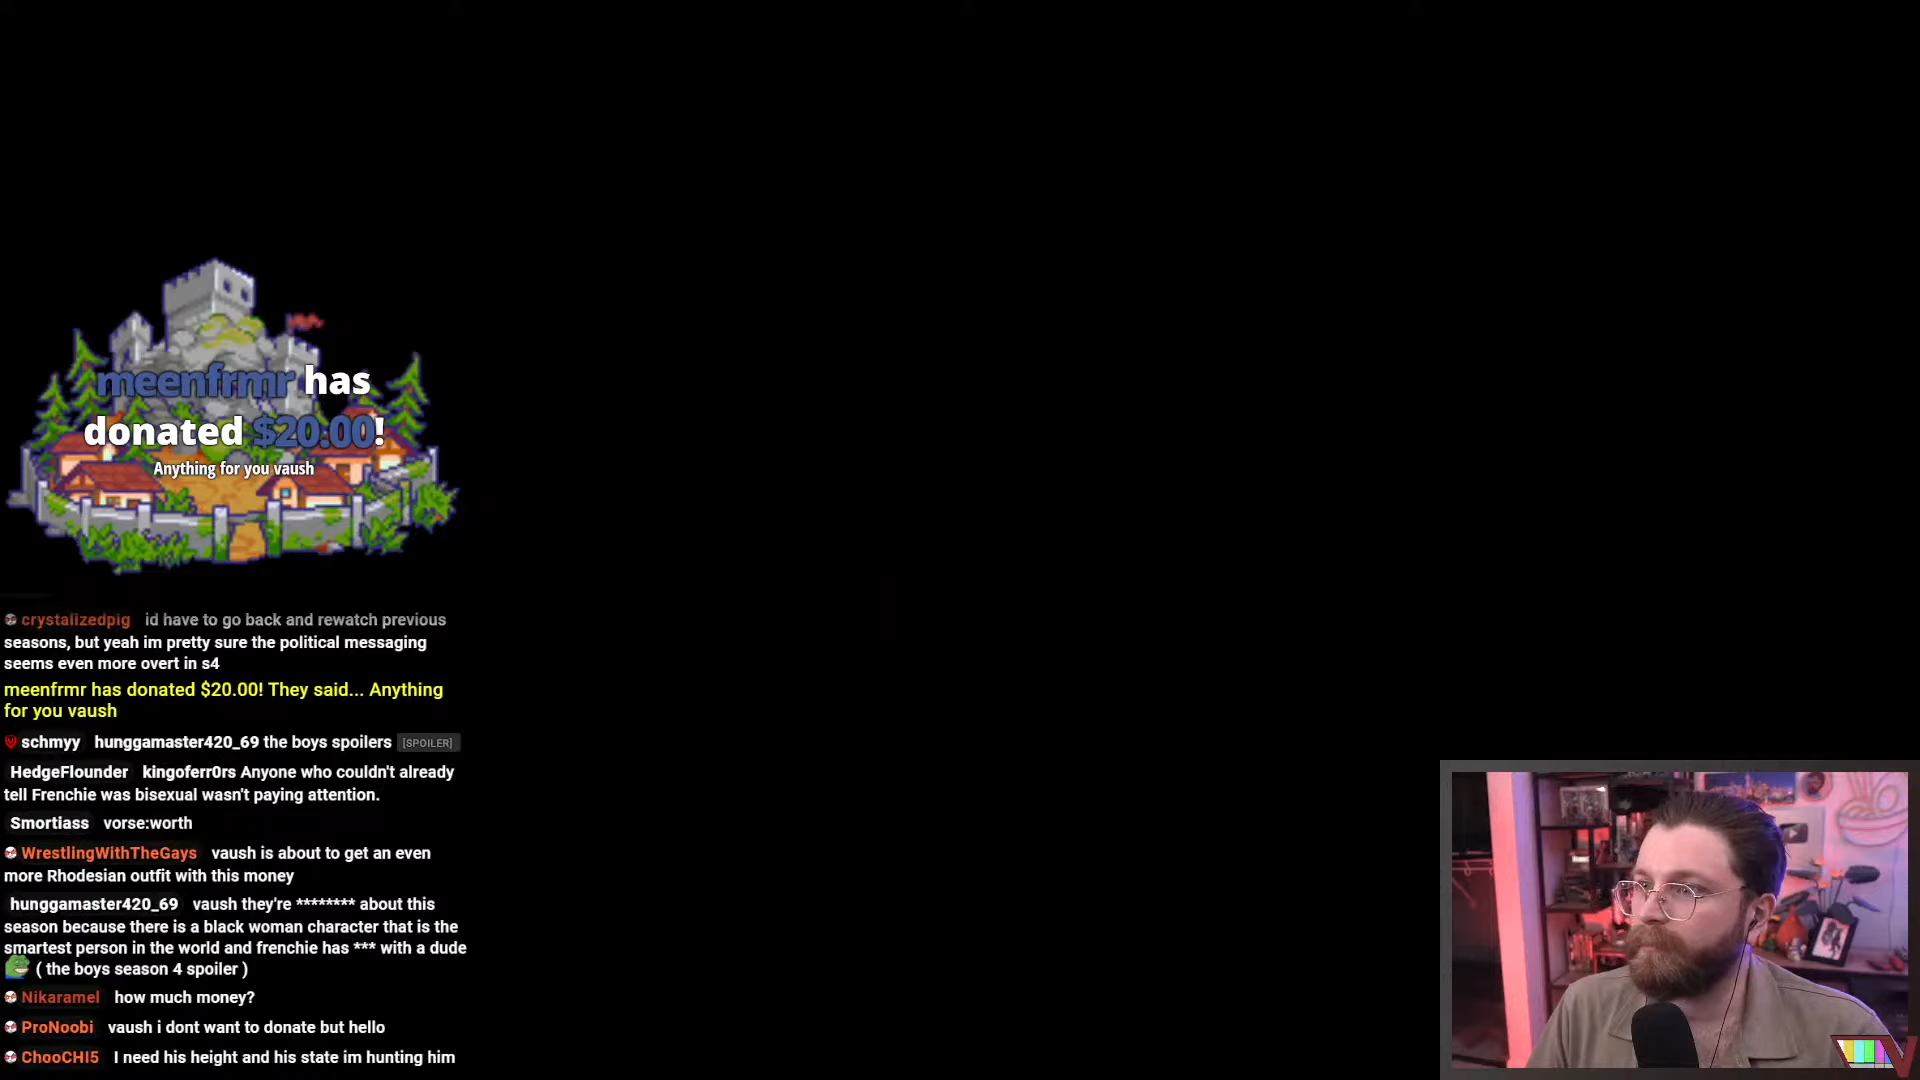 meenfrmr has
donated $20.00!
Anything for you vaush
crystalizedpig id have to go back and rewatch previous
seasons, but yeah im pretty sure the political messaging
seems even more overt in s4
meenfrmr has donated $20.00! They said... Anything
for you vaush
schmyy hunggamaster420_69 the boys spoilers [SPOILER]
HedgeFlounder kingoferr0rs Anyone who couldn't already
tell Frenchie was bisexual wasn't paying attention.
Smortiass vorse:worth
WrestlingWithTheGays vaush is about to get an even
more Rhodesian outfit with this money
hunggamaster420_69 vaush they're ******** about this
season because there is a black woman character that is the
smartest person in the world and frenchie has *** with a dude
( the boys season 4 spoiler )
Nikaramel how much money?
ProNoobi vaush i dont want to donate but hello
ChooCHI5 I need his height and his state im hunting him